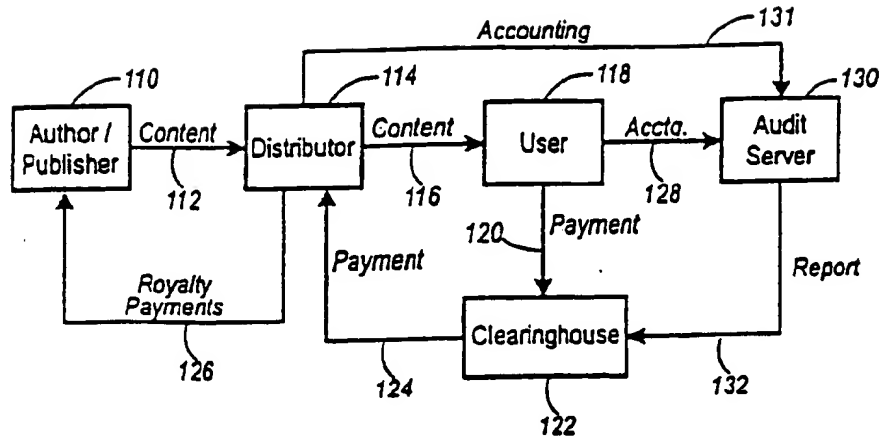 Accounting
131
110
114
118
130
Author /
Publisher
Content
112
Distributor
Content
116
User
Accta.
128
Audit
Server
120
Payment
Payment
Report
Royalty
Payments
126
124
Clearinghouse
122
132